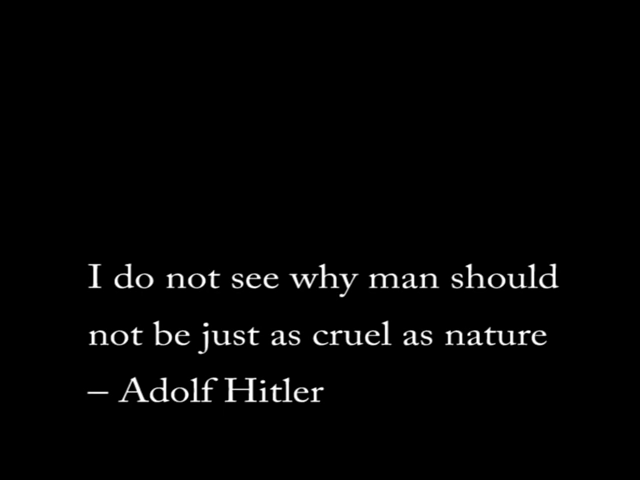 I do not see why man should
not be just as cruel as nature
– Adolf Hitler